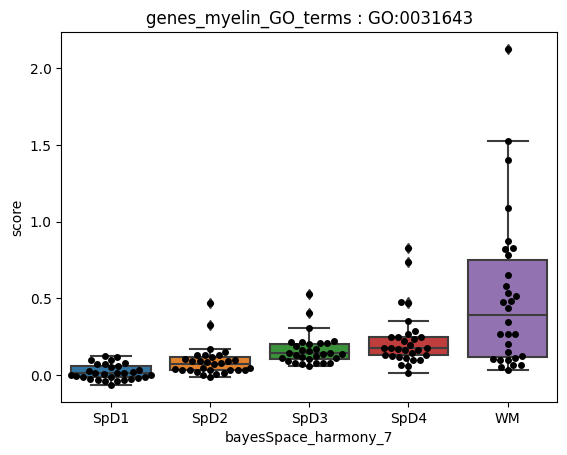 genes_myelin_GO_terms : GO:0031643
2.0
1.5
1.0
0.5
0.0
score
SpD1 SpD2 SpD3 SpD4 WM
bayesSpace_harmony_7